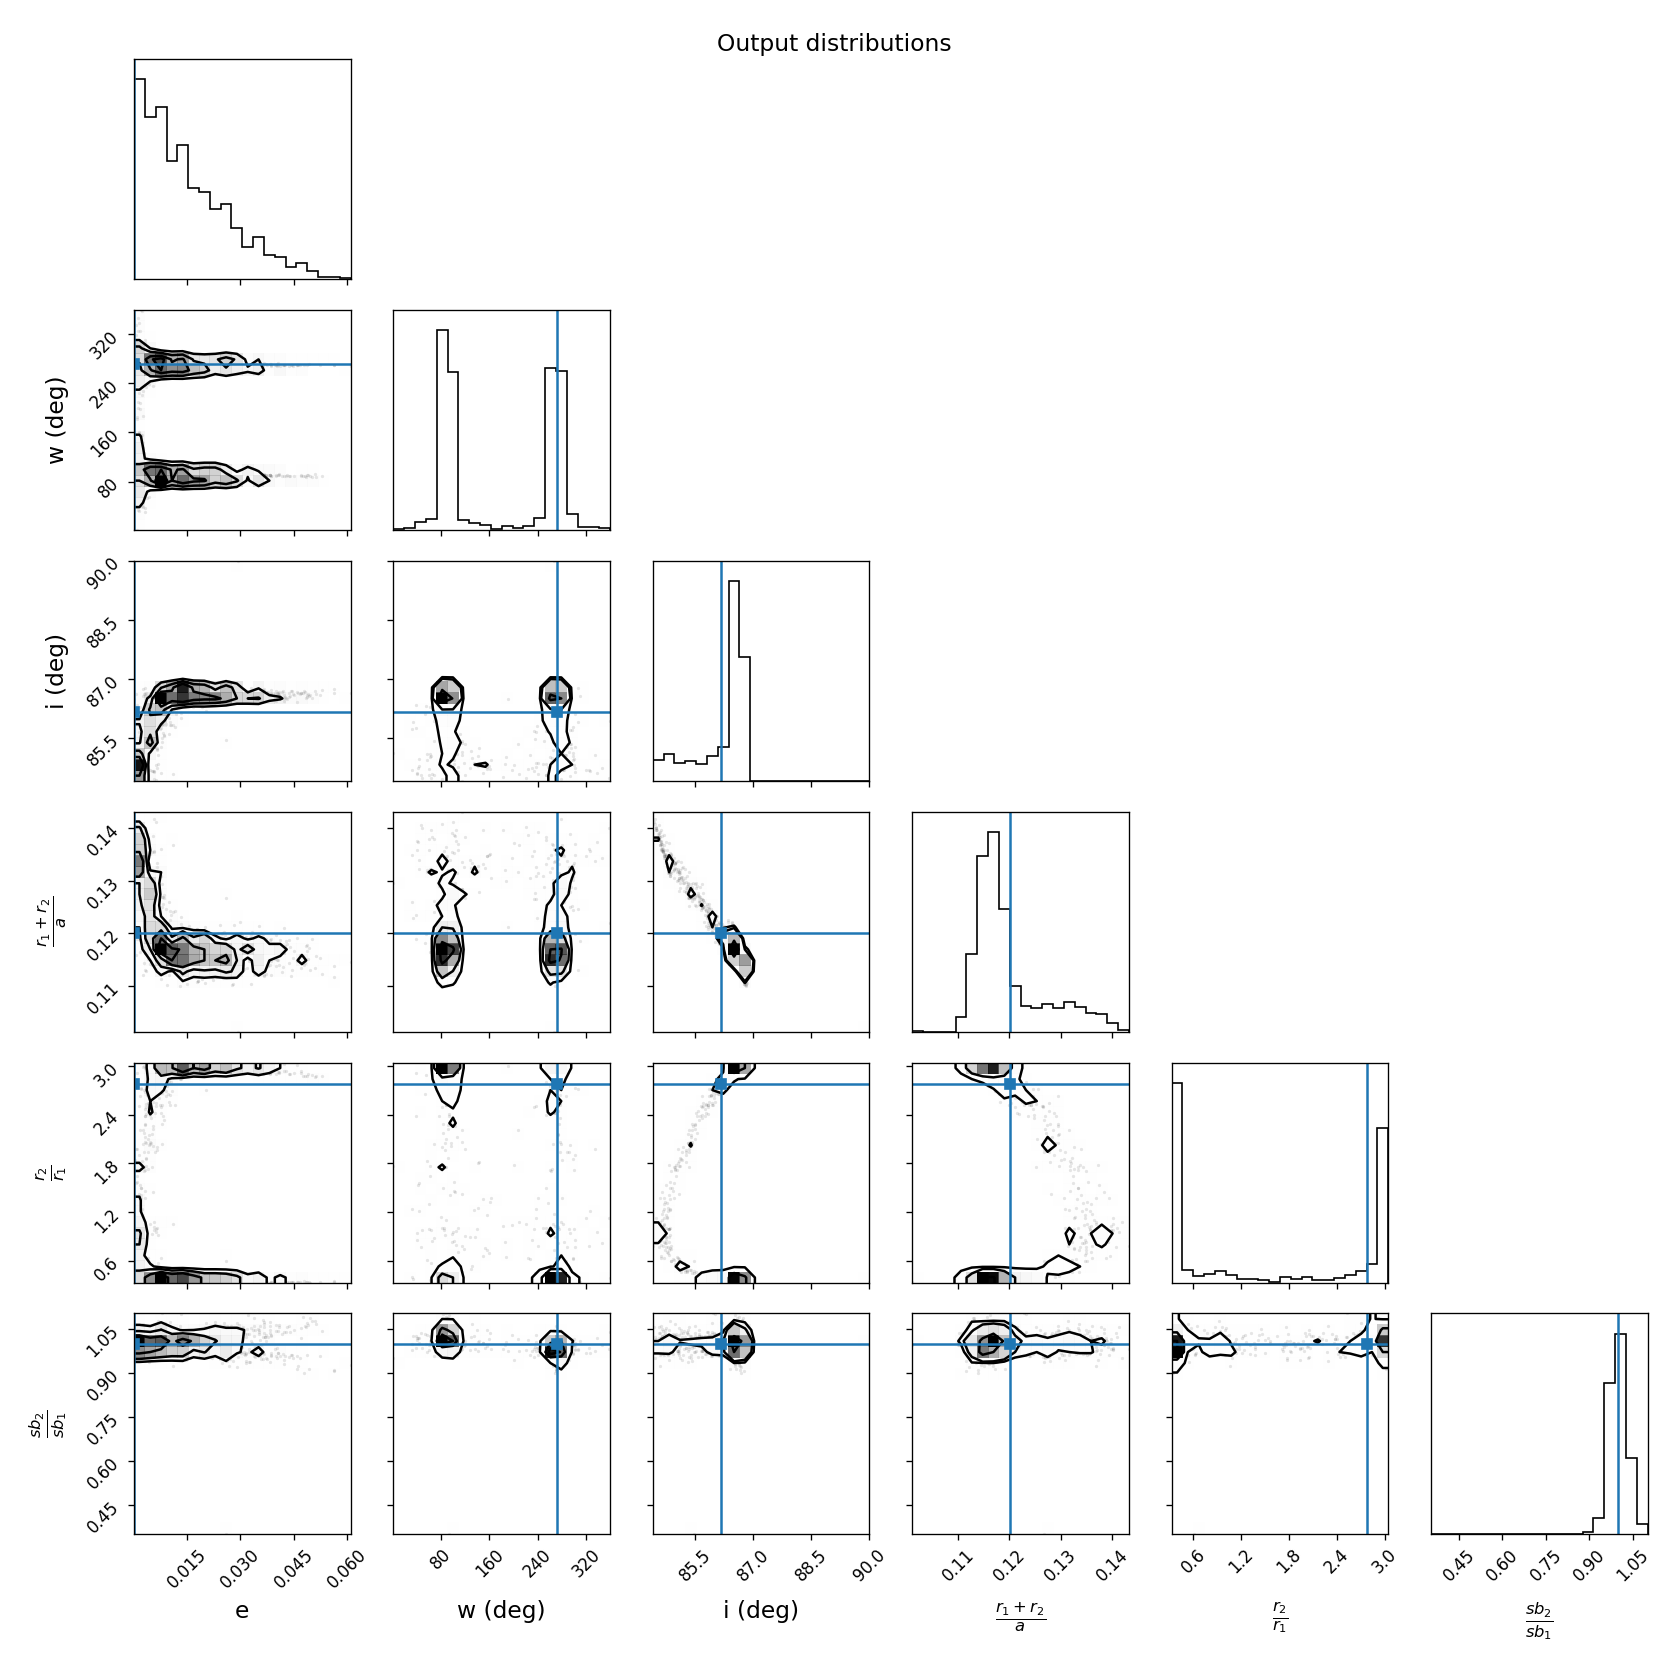 Output distributions
w (deg)
320
240
160
80
i (deg)
90.0
88.5
87.0
85.5
r₁ + r₂
a
0.14
0.13
0.12
0.11
r₂
r₁
3.0
2.4
1.8
1.2
0.6
sb₂
sb₁
1.05
0.90
0.75
0.60
0.45
0.015 0.030 0.045 0.060 80 160 240 320 85.5 87.0 88.5 90.0 0.11 0.12 0.13 0.14 0.6 1.2 1.8 2.4 3.0 0.45 0.60 0.75 0.90 1.05
e w (deg) i (deg)
r₁ + r₂
a
r₂
r₁
sb₂
sb₁